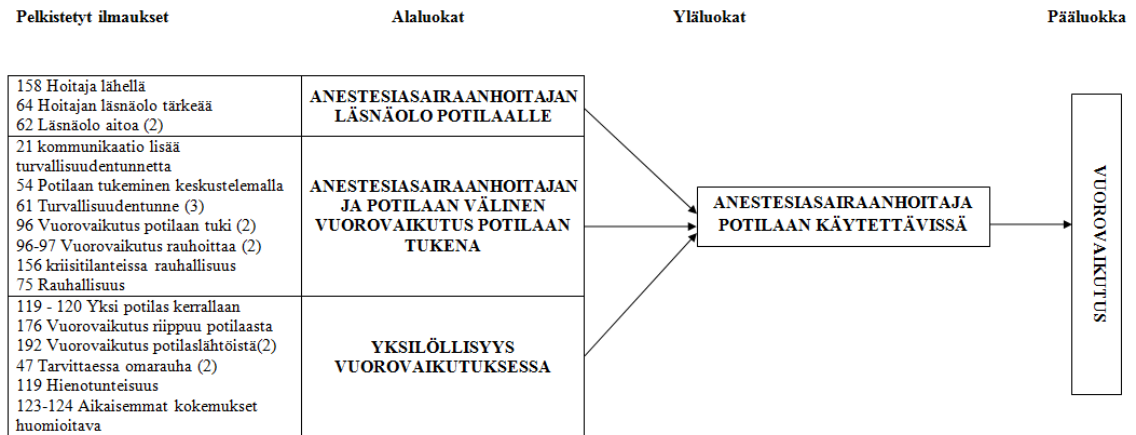 Pelkistetyt ilmaukset
Alaluokat
Yläluokat
Pääluokka
158 Hoitaja lähellä
64 Hoitajan läsnäolo tärkeää
62 Läsnäolo aitoa (2)
ANESTESIASAIRAANHOITAJAN
LÄSNÄOLO POTILAALLE
21 kommunikaatio lisää
turvallisuudentunnetta
54 Potilaan tukeminen keskustelemalla
61 Turvallisuudentunne (3)
96 Vuorovaikutus potilaan tuki (2)
96-97 Vuorovaikutus rauhoittaa (2)
156 kriisitilanteissa rauhallisuus
75 Rauhallisuus
ANESTESIASAIRAANHOITAJAN
JA POTILAAN VÄLINEN
VUOROVAIKUTUS POTILAAN
TUKENA
119 - 120 Yksi potilas kerrallaan
176 Vuorovaikutus riippuu potilaasta
192 Vuorovaikutus potilaslähtöistä(2)
47 Tarvittaessa omarauha (2)
119 Hienotunteisuus
123-124 Aikaisemmat kokemukset
huomioitava
YKSILÖLLISYYS
VUOROVAIKUTUKSESSA
ANESTESIASAIRAANHOITAJA
POTILAAN KÄYTETTÄVISSÄ
VUOROVAIKUTUS